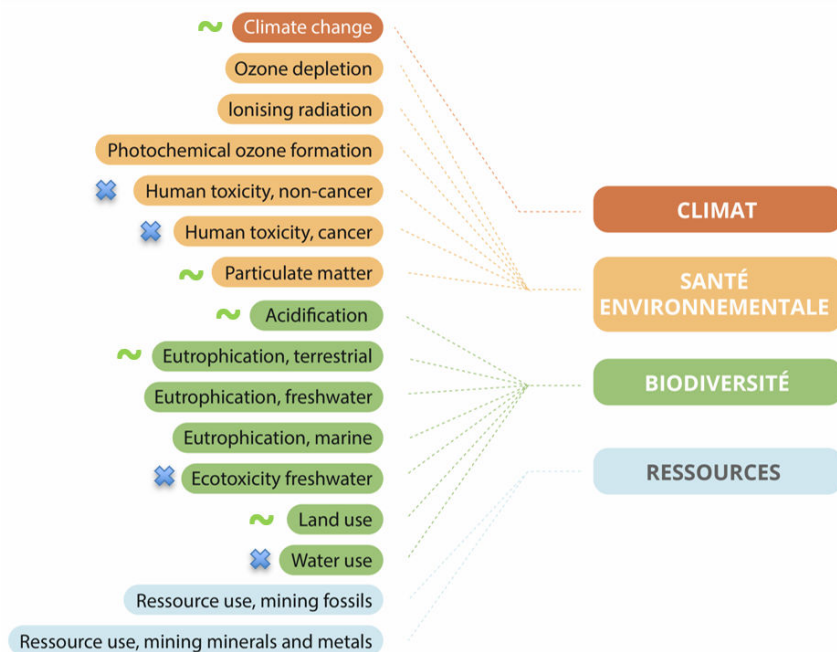 Climate change
Ozone depletion
Ionising radiation
Photochemical ozone formation
Human toxicity, non-cancer
Human toxicity, cancer
Particulate matter
Acidification
Eutrophication, terrestrial
Eutrophication, freshwater
Eutrophication, marine
Ecotoxicity freshwater
Land use
Water use
Ressource use, mining fossils
Ressource use, mining minerals and metals
CLIMAT
SANTÉ
ENVIRONNEMENTALE
BIODIVERSITÉ
RESSOURCES